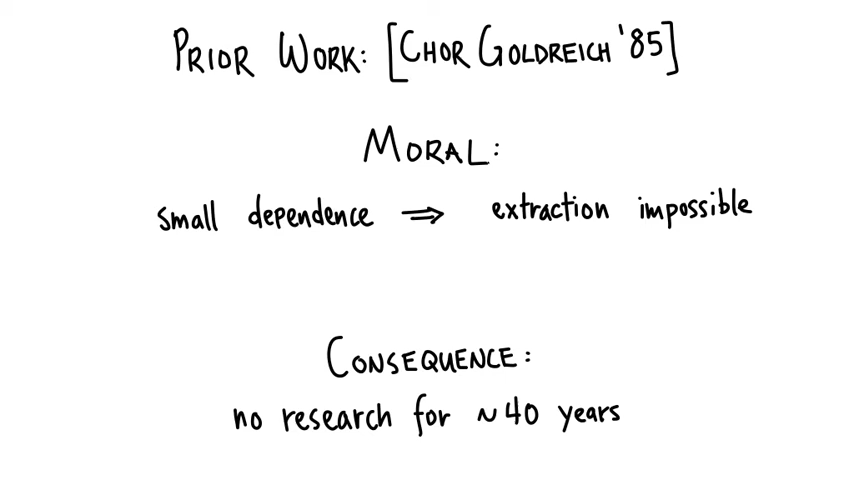 PRIOR WORK: [CHOR GOLDREICH '85]
MORAL:
small dependence ⇒ extraction impossible
CONSEQUENCE:
no research for ~40 years